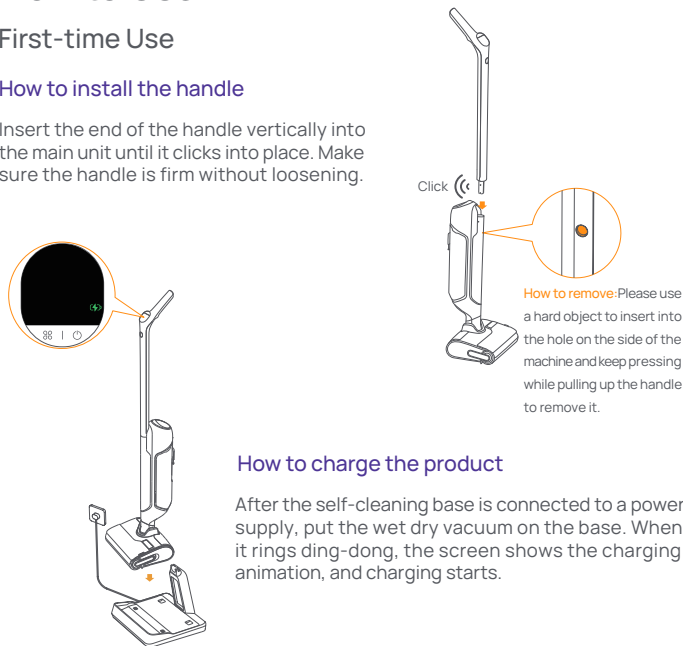 First-time Use
How to install the handle
Insert the end of the handle vertically into
the main unit until it clicks into place. Make
sure the handle is firm without loosening.
Click
How to remove:Please use
a hard object to insert into
the hole on the side of the
machine and keep pressing
while pulling up the handle
to remove it.
How to charge the product
After the self-cleaning base is connected to a power
supply, put the wet dry vacuum on the base. When
it rings ding-dong, the screen shows the charging
animation, and charging starts.